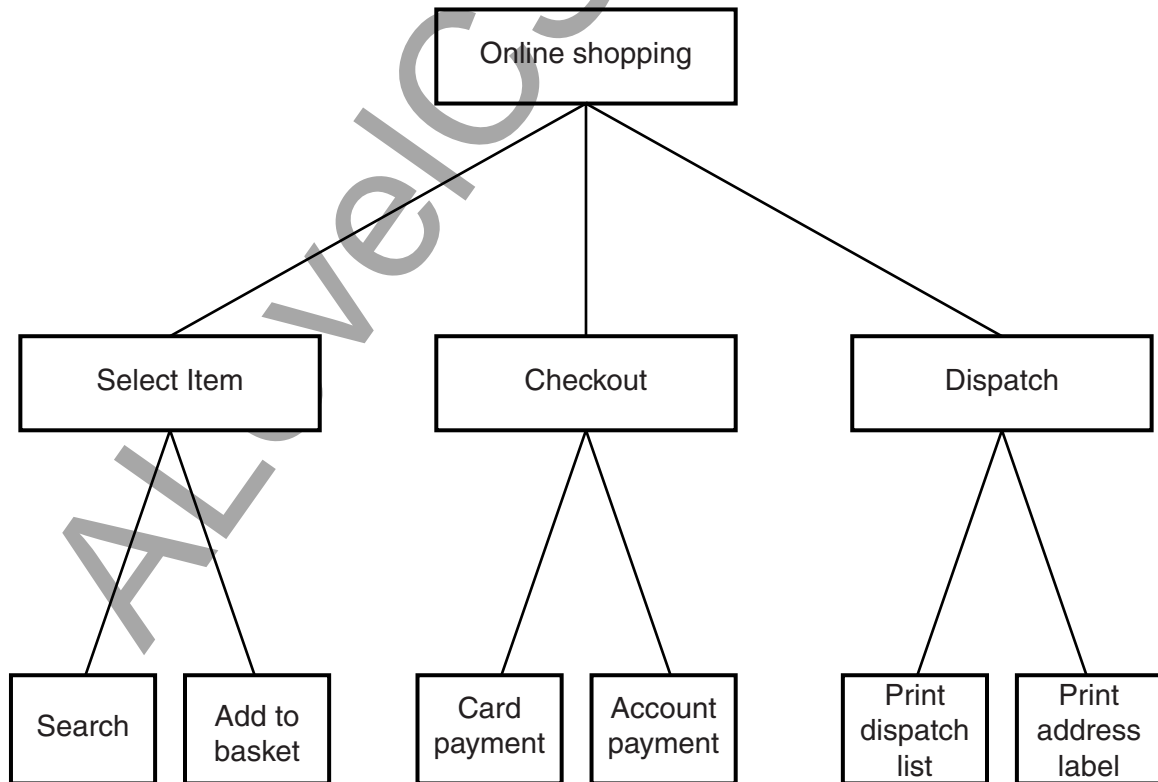 Online shopping
Select Item
Checkout
Dispatch
Search
Add to
basket
Card
payment
Account
payment
Print
dispatch
list
Print
address
label